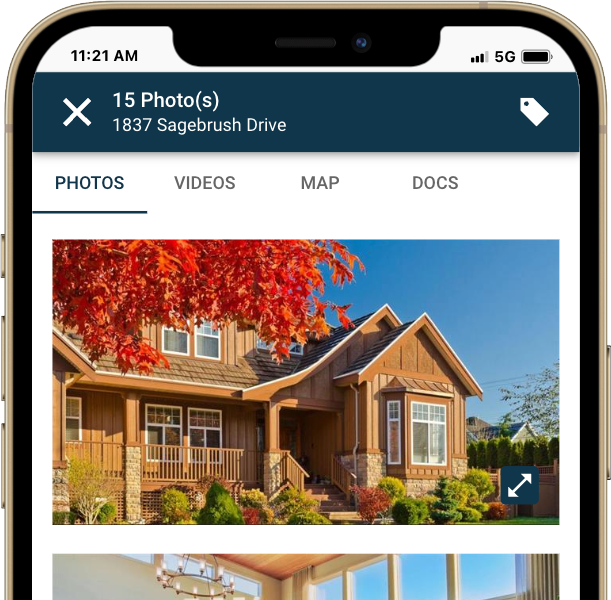 11:21 AM
5G
15 Photo(s)
1837 Sagebrush Drive
PHOTOS
VIDEOS
MAP
DOCS